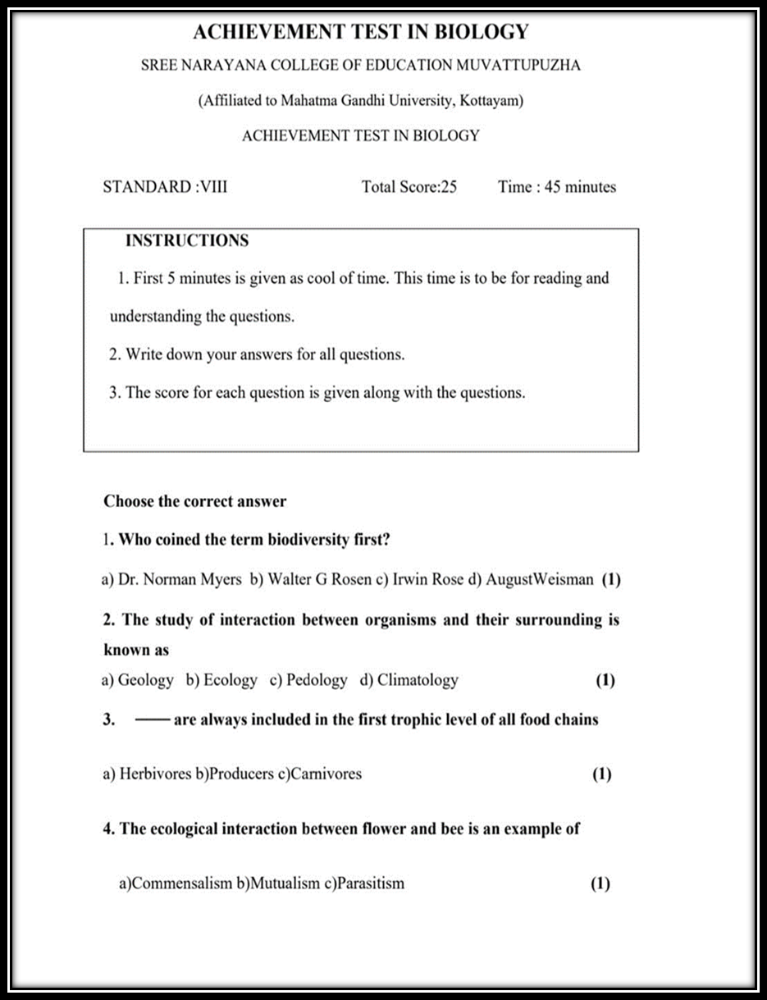 ACHIEVEMENT TEST IN BIOLOGY
SREE NARAYANA COLLEGE OF EDUCATION MUVATTUPUZHA
(Affiliated to Mahatma Gandhi University, Kottayam)
ACHIEVEMENT TEST IN BIOLOGY
STANDARD :VIII Total Score:25 Time : 45 minutes
INSTRUCTIONS
1. First 5 minutes is given as cool of time. This time is to be for reading and
understanding the questions.
2. Write down your answers for all questions.
3. The score for each question is given along with the questions.
Choose the correct answer
1. Who coined the term biodiversity first?
a) Dr. Norman Myers b) Walter G Rosen c) Irwin Rose d) AugustWeisman (1)
2. The study of interaction between organisms and their surrounding is
known as
a) Geology b) Ecology c) Pedology d) Climatology (1)
3. —— are always included in the first trophic level of all food chains
a) Herbivores b)Producers c)Carnivores (1)
4. The ecological interaction between flower and bee is an example of
a)Commensalism b)Mutualism c)Parasitism (1)